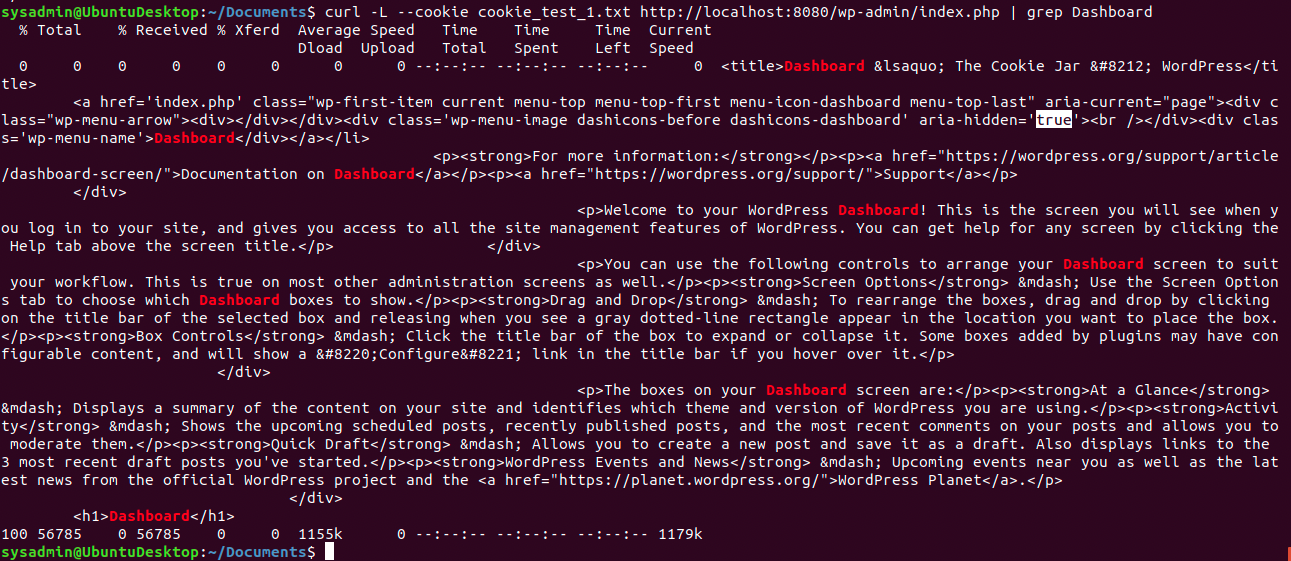 sysadmin@UbuntuDesktop:~/Documents$ curl -L --cookie cookie_test_1.txt http://localhost:8080/wp-admin/index.php | grep Dashboard
  % Total    % Received % Xferd  Average Speed   Time    Time     Time  Current
                                 Dload  Upload   Total   Spent    Left  Speed
  0     0    0     0    0     0      0      0 --:--:-- --:--:-- --:--:--     0  <title>Dashboard &lsaquo; The Cookie Jar &#8212; WordPress</ti
tle>
        <a href='index.php' class="wp-first-item current menu-top menu-top-first menu-icon-dashboard menu-top-last" aria-current="page"><div c
lass="wp-menu-arrow"><div></div></div><div class='wp-menu-image dashicons-before dashicons-dashboard' aria-hidden='true'><br /></div><div clas
s='wp-menu-name'>Dashboard</div></a></li>
                                                <p><strong>For more information:</strong></p><p><a href="https://wordpress.org/support/article
/dashboard-screen/">Documentation on Dashboard</a></p><p><a href="https://wordpress.org/support/">Support</a></p>
        </div>
                                                                <p>Welcome to your WordPress Dashboard! This is the screen you will see when y
ou log in to your site, and gives you access to all the site management features of WordPress. You can get help for any screen by clicking the
 Help tab above the screen title.</p>                 </div>
                                                                <p>You can use the following controls to arrange your Dashboard screen to suit
 your workflow. This is true on most other administration screens as well.</p><p><strong>Screen Options</strong> &mdash; Use the Screen Option
s tab to choose which Dashboard boxes to show.</p><p><strong>Drag and Drop</strong> &mdash; To rearrange the boxes, drag and drop by clicking
on the title bar of the selected box and releasing when you see a gray dotted-line rectangle appear in the location you want to place the box.
</p><p><strong>Box Controls</strong> &mdash; Click the title bar of the box to expand or collapse it. Some boxes added by plugins may have con
figurable content, and will show a &#8220;Configure&#8221; link in the title bar if you hover over it.</p>
                        </div>
                                                                <p>The boxes on your Dashboard screen are:</p><p><strong>At a Glance</strong>
&mdash; Displays a summary of the content on your site and identifies which theme and version of WordPress you are using.</p><p><strong>Activi
ty</strong> &mdash; Shows the upcoming scheduled posts, recently published posts, and the most recent comments on your posts and allows you to
 moderate them.</p><p><strong>Quick Draft</strong> &mdash; Allows you to create a new post and save it as a draft. Also displays links to the
3 most recent draft posts you've started.</p><p><strong>WordPress Events and News</strong> &mdash; Upcoming events near you as well as the lat
est news from the official WordPress project and the <a href="https://planet.wordpress.org/">WordPress Planet</a>.</p>
                                </div>
        <h1>Dashboard</h1>
100 56785    0 56785    0     0  1155k      0 --:--:-- --:--:-- --:--:-- 1179k
sysadmin@UbuntuDesktop:~/Documents$